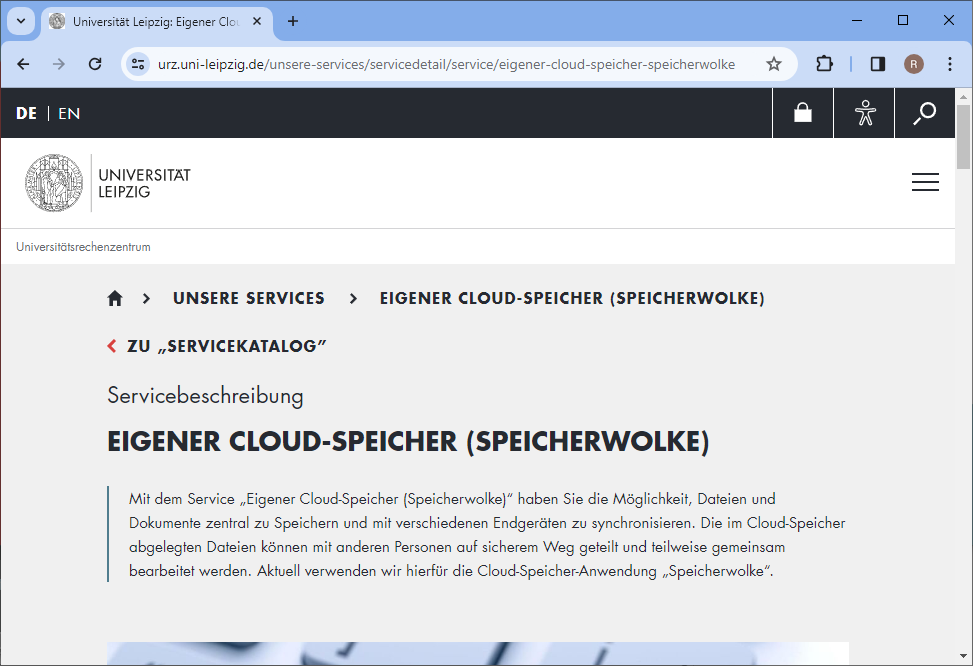 Universität Leipzig: Eigener Clo
urz.uni-leipzig.de/unsere-services/servicedetail/service/eigener-cloud-speicher-speicherwolke
R
DE | EN
UNIVERSITÄT
LEIPZIG
Universitätsrechenzentrum
UNSERE SERVICES
EIGENER CLOUD-SPEICHER (SPEICHERWOLKE)
ZU „SERVICEKATALOG”
Servicebeschreibung
EIGENER CLOUD-SPEICHER (SPEICHERWOLKE)
Mit dem Service „Eigener Cloud-Speicher (Speicherwolke)“ haben Sie die Möglichkeit, Dateien und
Dokumente zentral zu Speichern und mit verschiedenen Endgeräten zu synchronisieren. Die im Cloud-Speicher
abgelegten Dateien können mit anderen Personen auf sicherem Weg geteilt und teilweise gemeinsam
bearbeitet werden. Aktuell verwenden wir hierfür die Cloud-Speicher-Anwendung „Speicherwolke“.